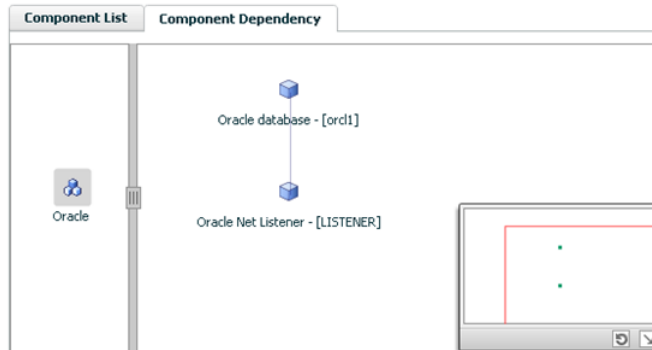 Component List
Component Dependency
Oracle database - [orcl1]
Oracle
Oracle Net Listener - [LISTENER]